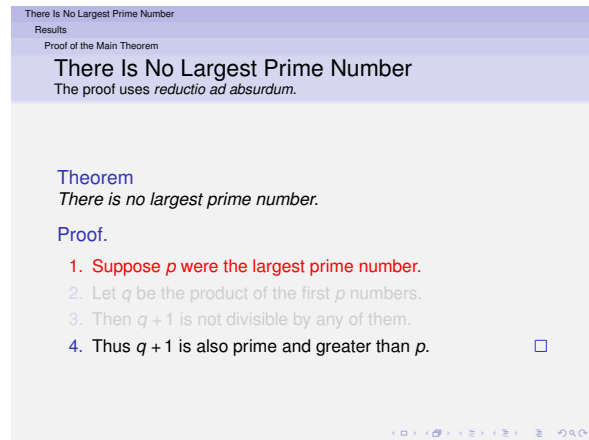 There Is No Largest Prime Number
Results
Proof of the Main Theorem
There Is No Largest Prime Number
The proof uses reductio ad absurdum.
Theorem
There is no largest prime number.
Proof.
1. Suppose p were the largest prime number.
2. Let q be the product of the first p numbers.
3. Then q + 1 is not divisible by any of them.
4. Thus q + 1 is also prime and greater than p. □